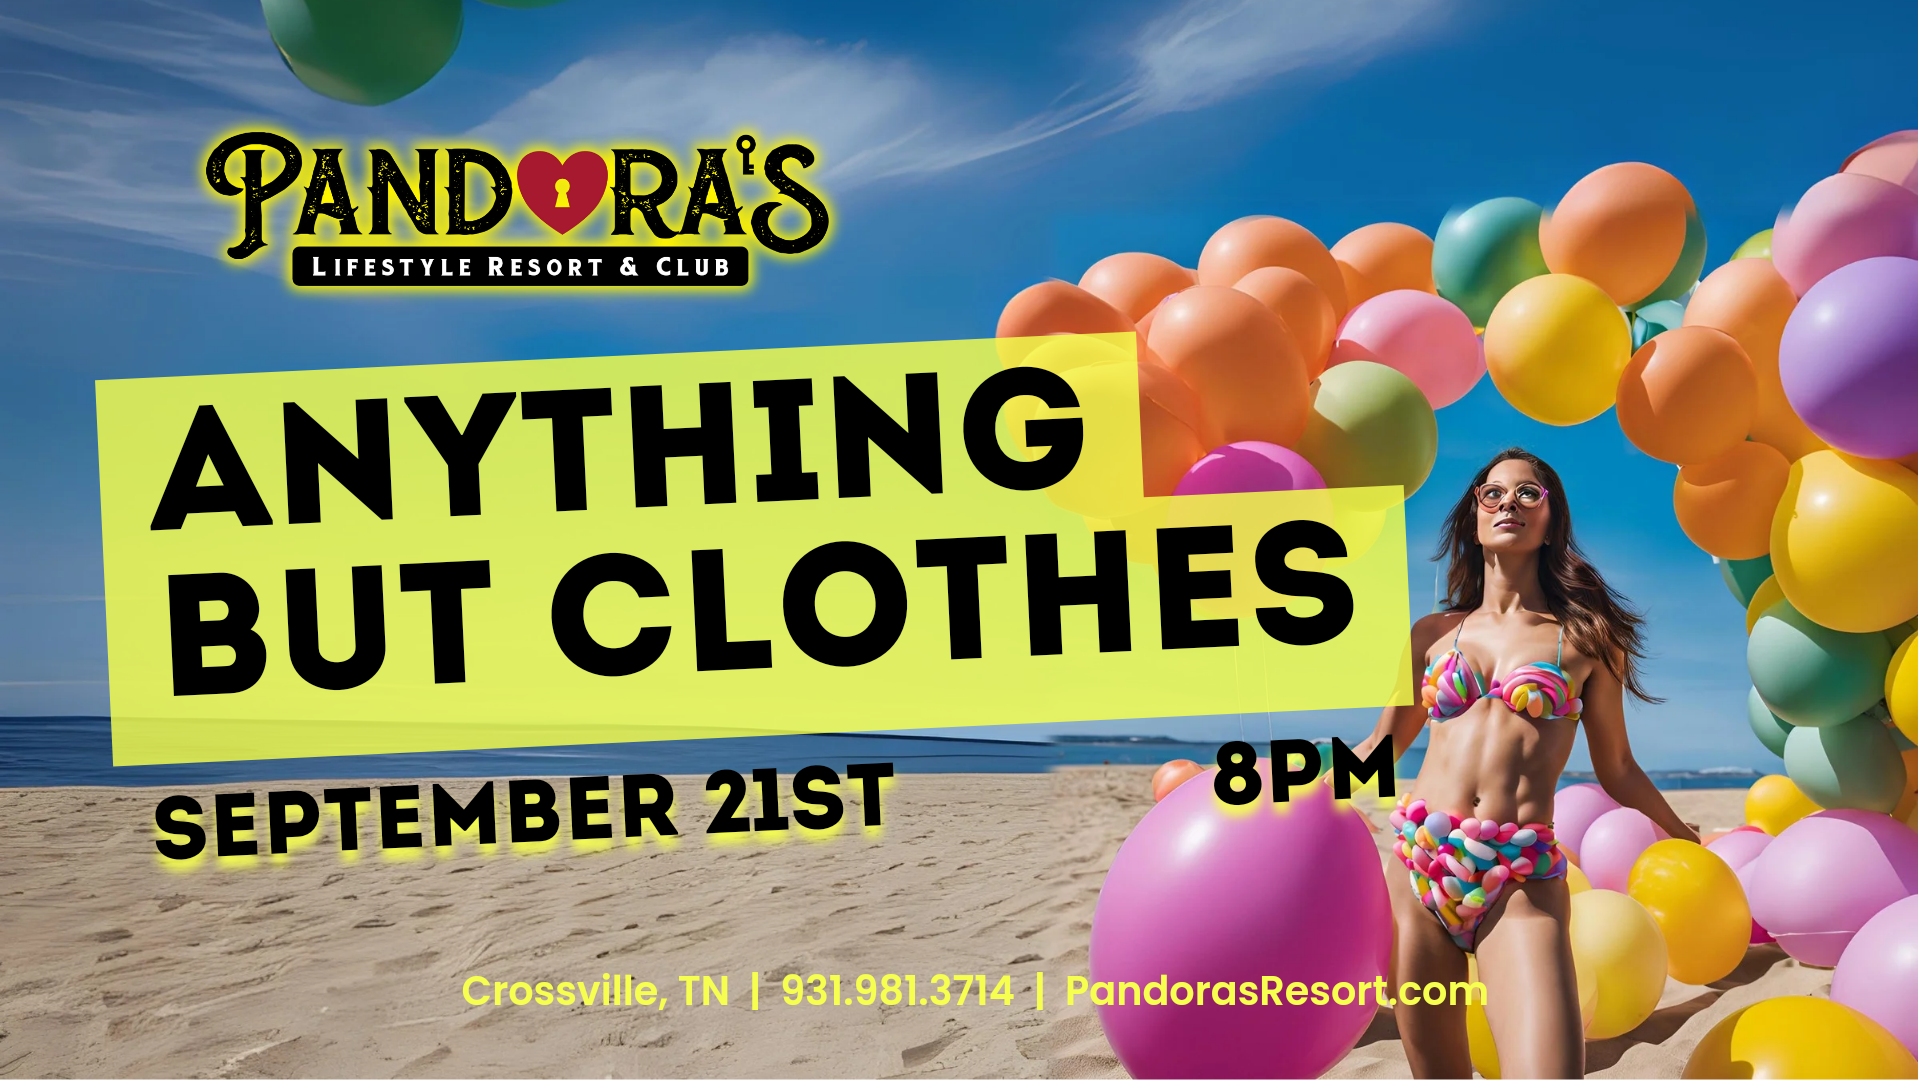 PANDORA'S
LIFESTYLE RESORT & CLUB
ANYTHING
BUT CLOTHES
SEPTEMBER 21ST 8PM
Crossville, TN | 931.981.3714 | PandorasResort.com